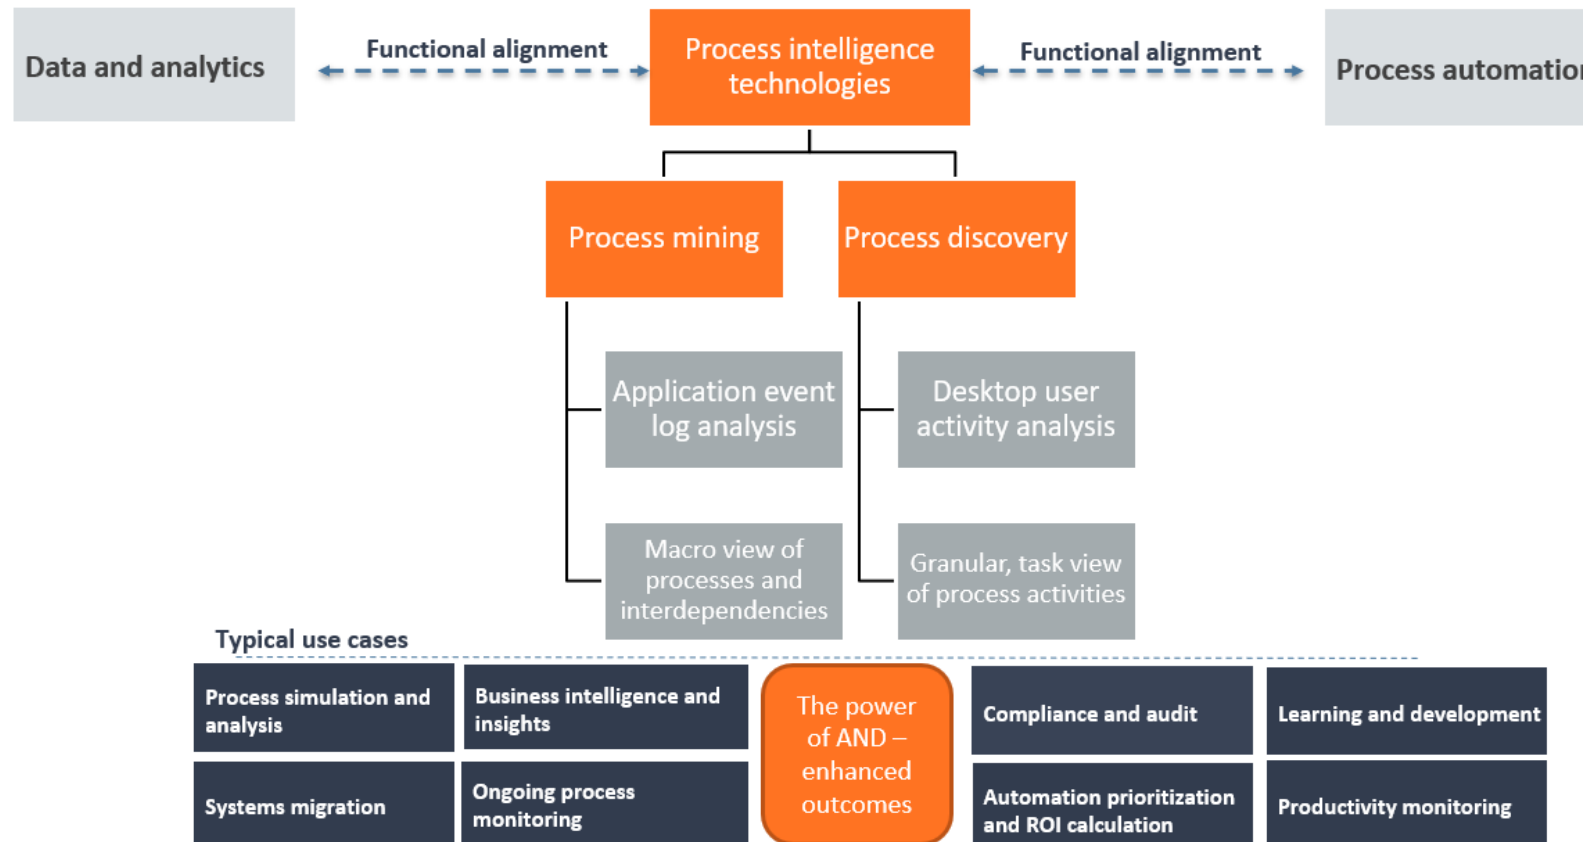 Data and analytics
Functional alignment
Process intelligence
technologies
Functional alignment
Process automation
Process mining
Process discovery
Application event
log analysis
Desktop user
activity analysis
Macro view of
processes and
interdependencies
Granular, task view
of process activities
Typical use cases
Process simulation and
analysis
Business intelligence and
insights
The power
of AND –
enhanced
outcomes
Compliance and audit
Learning and development
Systems migration
Ongoing process
monitoring
Automation prioritization
and ROI calculation
Productivity monitoring